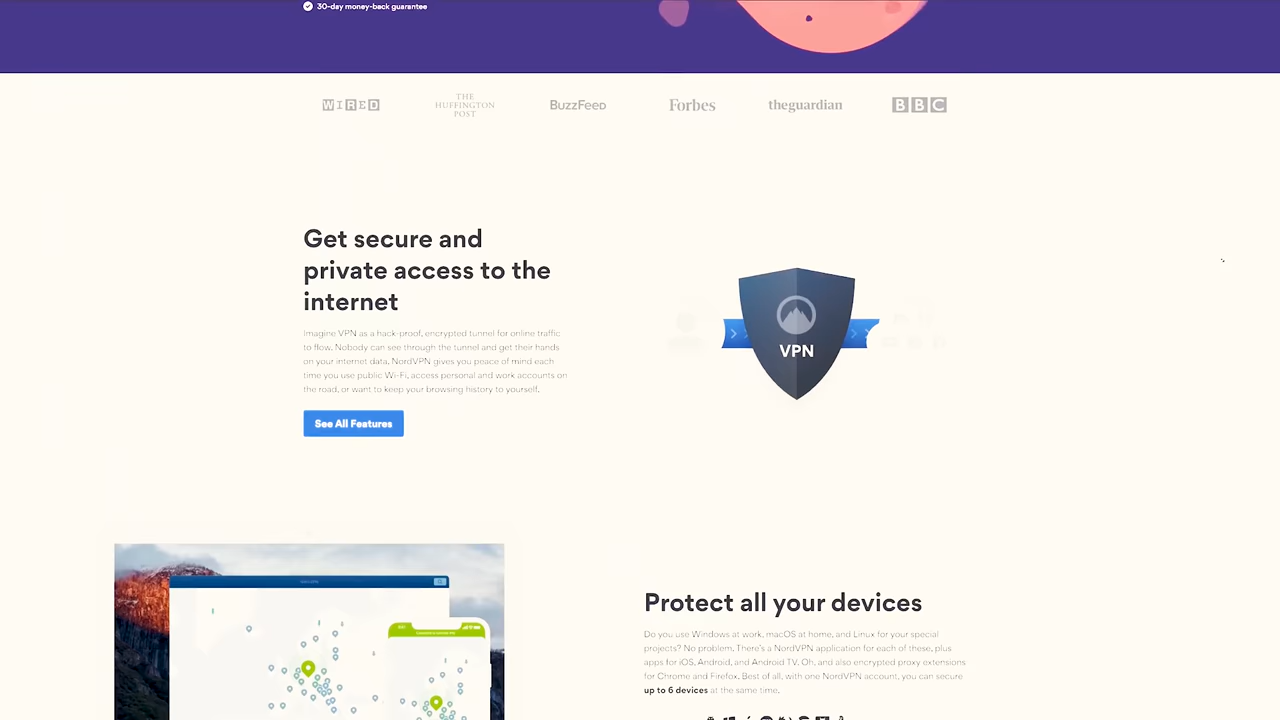 30-day money-back guarantee
WIRED
THE
HUFFINGTON
POST
BuzzFeed
Forbes
theguardian
BBC
Get secure and
private access to the
internet
Imagine VPN as a hack-proof, encrypted tunnel for online traffic
to flow. Nobody can see through the tunnel and get their hands
on your internet data. NordVPN gives you peace of mind each
time you use public Wi-Fi, access personal and work accounts on
the road, or want to keep your browsing history to yourself.
See All Features
VPN
Protect all your devices
Do you use Windows at work, macOS at home, and Linux for your special
projects? No problem. There's a NordVPN application for each of these, plus
apps for iOS, Android, and Android TV. Oh, and also encrypted proxy extensions
for Chrome and Firefox. Best of all, with one NordVPN account, you can secure
up to 6 devices at the same time.